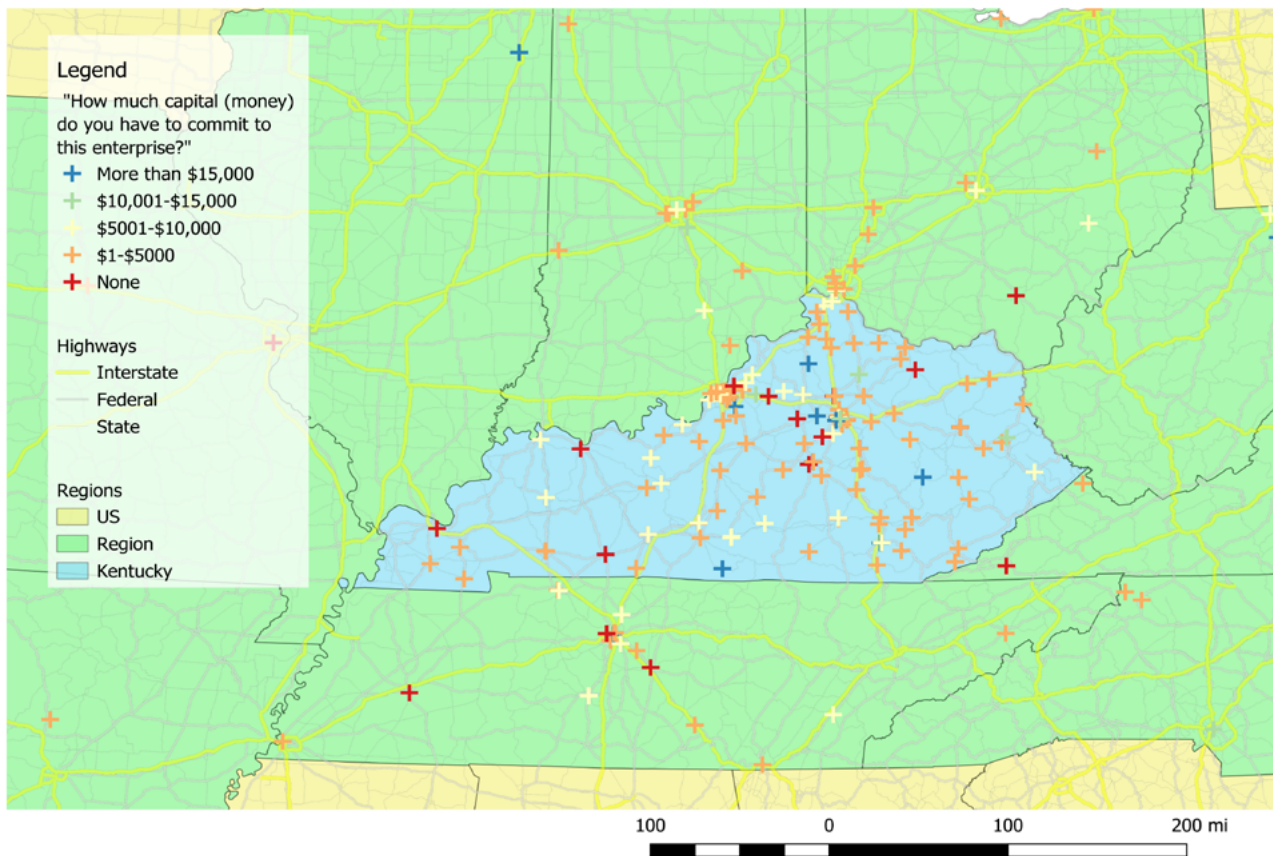 Legend
"How much capital (money)
do you have to commit to
this enterprise?"
More than $15,000
$10,001-$15,000
$5001-$10,000
$1-$5000
None
Highways
Interstate
Federal
State
Regions
US
Region
Kentucky
100 0 100 200 mi